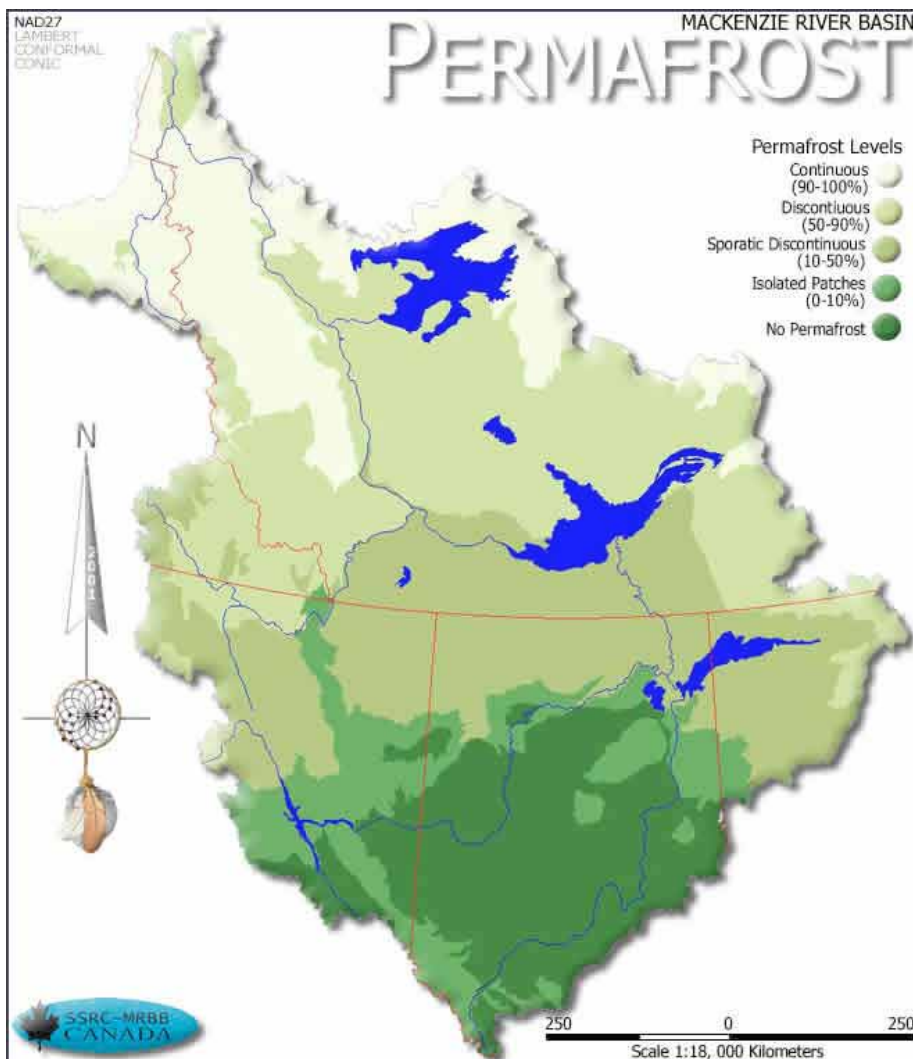 NAD27
LAMBERT
CONFORMAL
CONIC
MACKENZIE RIVER BASIN
PERMAFROST
Permafrost Levels
Continuous
(90-100%)
Discontiuous
(50-90%)
Sporatic Discontinuous
(10-50%)
Isolated Patches
(0-10%)
No Permafrost
N
2001
SSRC-MRBB
CANADA
250 0 250
Scale 1:18, 000 Kilometers